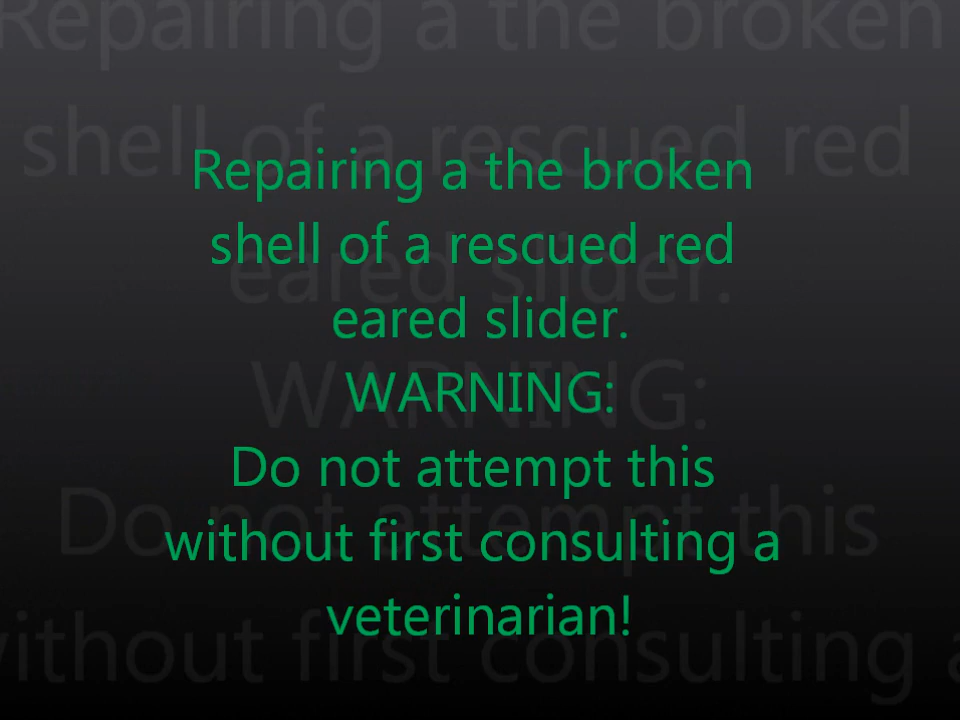 Repairing a the broken
shell of a rescued red
eared slider.
WARNING:
Do not attempt this
without first consulting a
veterinarian!